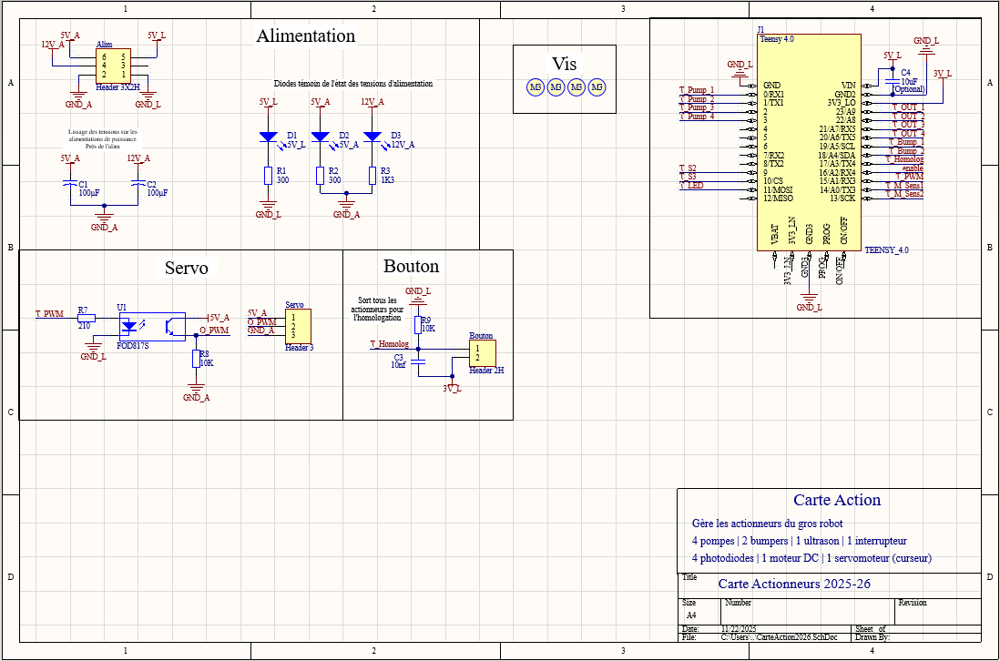 1 2 3 4
Alimentation
Alim
12V_A 5V_A 5V_L
6 5
4 3
2 1
Header 3X2H
GND_A GND_L
Diodes témoin de l'état des tensions d'alimentation
5V_L 5V_A 12V_A
D1 D2 D3
5V_L 5V_A 12V_A
R1 R2 R3
300 300 1K3
GND_L GND_A
Lissage des tensions sur les
alimentations de puissance
Près de l'alim
5V_A 12V_A
C1 C2
100µF 100µF
GND_A
Vis
M3 M3 M3 M3
J1
Teensy 4.0
GND_L
GND VIN
0/RX1 GND2
1/TX1 3V3_LO
2 23/A9
3 22/A8
4 21/A7/RX5
5 20/A6/TX5
6 19/A5/SCL
7/RX2 18/A4/SDA
8/TX2 17/A3/TX4
9 16/A2/RX4
10/CS 15/A1/RX3
11/MOSI 14/A0/TX3
12/MISO 13/SCK
T_Pump_1
T_Pump_2
T_Pump_3
T_Pump_4
T_S2
T_S3
T_LED
GND_L
5V_L
C4
10uF
(Optional)
3V_L
T_OUT_1
T_OUT_2
T_OUT_3
T_OUT_4
T_Bump_1
T_Bump_2
T_Homolog
enable
T_PWM
T_M_Sens1
T_M_Sens2
VBAT 3V3_LN GND3 PROG ON/OFF
3V3_LN GND3 PROG ON/OFF
TEENSY_4.0
GND_L
Servo
T_PWM
R7
210
U1
FOD817S
GND_L
5V_A
O_PWM
R8
10K
GND_A
Servo
5V_A 1
O_PWM 2
GND_A 3
Header 3
Bouton
Sort tous les
actionneurs pour
l'homologation
GND_L
R9
10K
T_Homolog
C3
10nf
3V_L
Bouton
1
2
Header 2H
A A
B B
C C
D D
Carte Action
Gère les actionneurs du gros robot
4 pompes | 2 bumpers | 1 ultrason | 1 interrupteur
4 photodiodes | 1 moteur DC | 1 servomoteur (curseur)
Title
Carte Actionneurs 2025-26
Size Number Revision
A4
Date: 11/22/2025 Sheet of
File: C:\Users\..\CarteAction2026.SchDoc Drawn By:
1 2 3 4